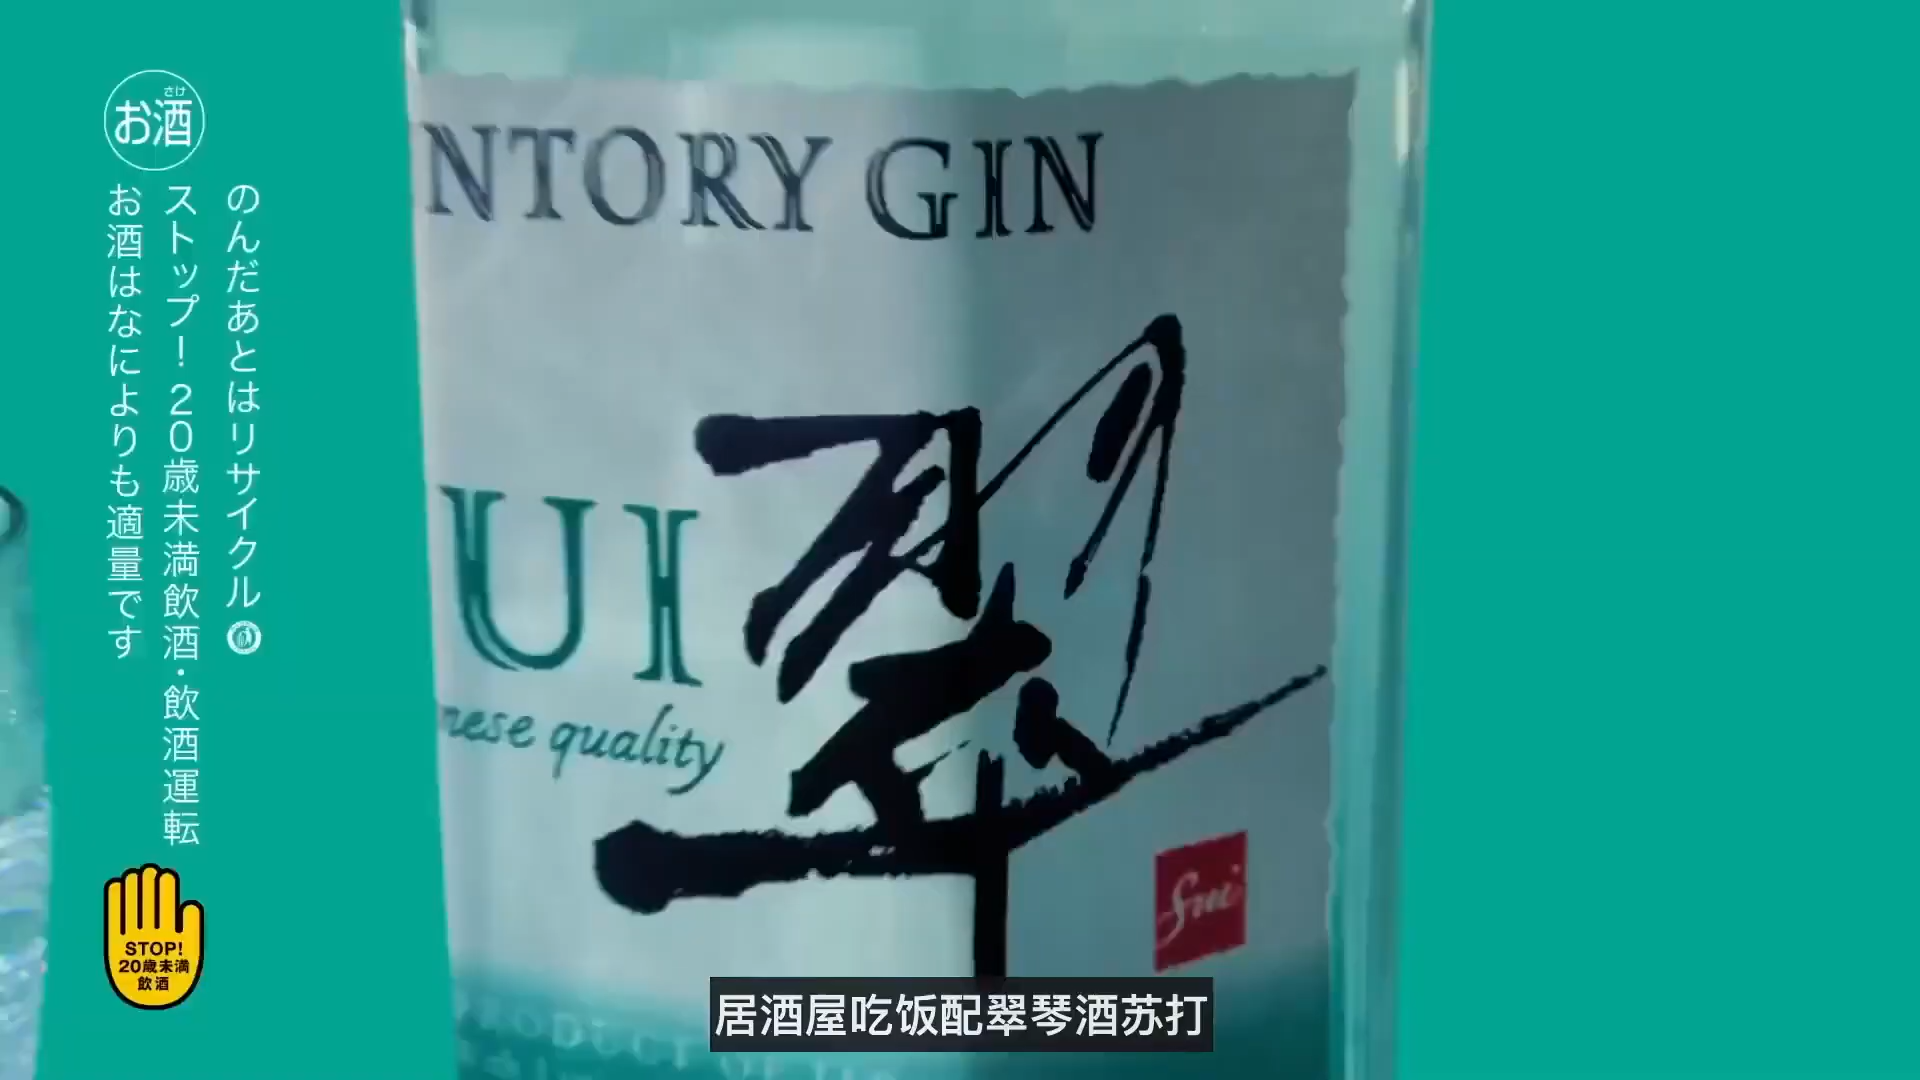 さけ
お酒
のんだあとはリサイクル
ストップ！20歳未満飲酒・飲酒運転
お酒はなによりも適量です
STOP!
20歳未満
飲酒
NTORY GIN
UI
翠
nese quality
Sui
PRODUCT OF
居酒屋吃饭配翠琴酒苏打